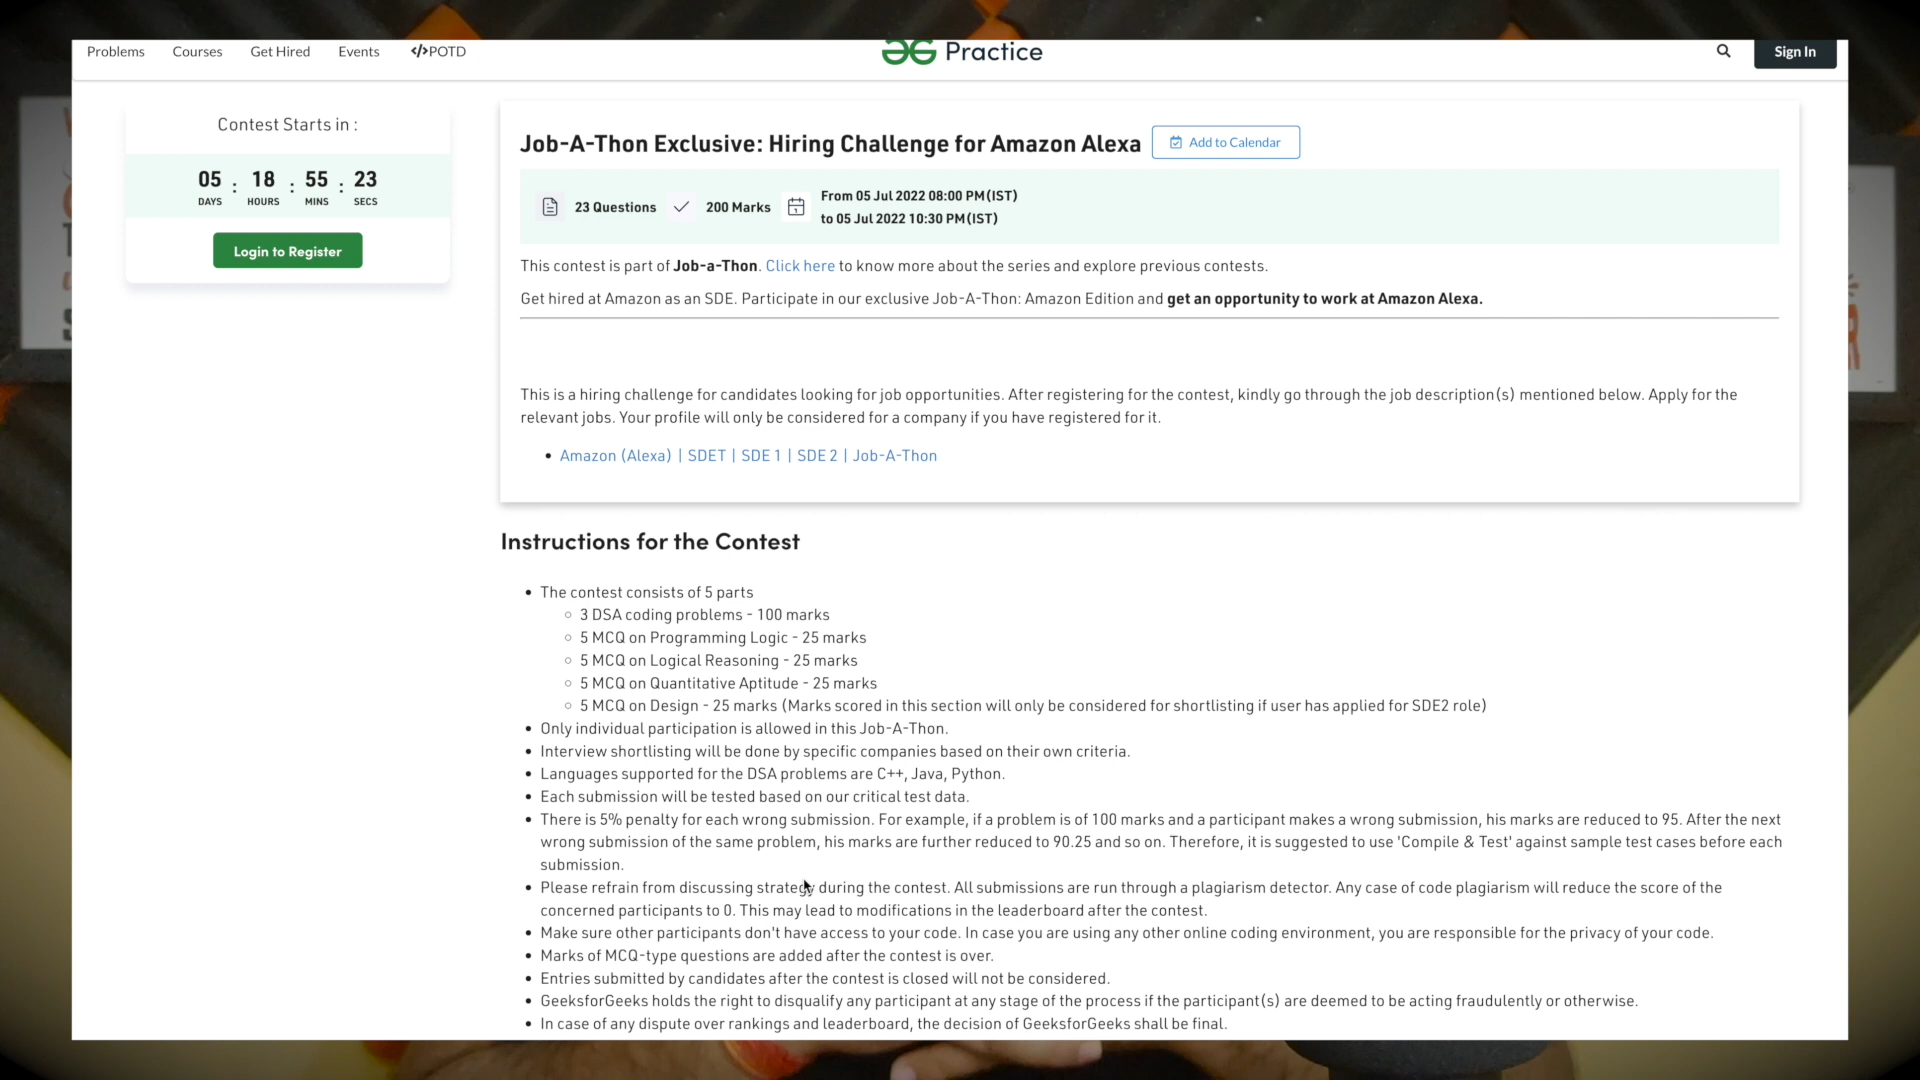 Problems Courses Get Hired Events </>POTD
Practice
Sign In
Contest Starts in :
05 : 18 : 55 : 23
DAYS HOURS MINS SECS
Login to Register
Job-A-Thon Exclusive: Hiring Challenge for Amazon Alexa
Add to Calendar
23 Questions
200 Marks
From 05 Jul 2022 08:00 PM(IST)
to 05 Jul 2022 10:30 PM(IST)
This contest is part of Job-a-Thon. Click here to know more about the series and explore previous contests.
Get hired at Amazon as an SDE. Participate in our exclusive Job-A-Thon: Amazon Edition and get an opportunity to work at Amazon Alexa.
This is a hiring challenge for candidates looking for job opportunities. After registering for the contest, kindly go through the job description(s) mentioned below. Apply for the
relevant jobs. Your profile will only be considered for a company if you have registered for it.
• Amazon (Alexa) | SDET | SDE 1 | SDE 2 | Job-A-Thon
Instructions for the Contest
• The contest consists of 5 parts
◦ 3 DSA coding problems - 100 marks
◦ 5 MCQ on Programming Logic - 25 marks
◦ 5 MCQ on Logical Reasoning - 25 marks
◦ 5 MCQ on Quantitative Aptitude - 25 marks
◦ 5 MCQ on Design - 25 marks (Marks scored in this section will only be considered for shortlisting if user has applied for SDE2 role)
• Only individual participation is allowed in this Job-A-Thon.
• Interview shortlisting will be done by specific companies based on their own criteria.
• Languages supported for the DSA problems are C++, Java, Python.
• Each submission will be tested based on our critical test data.
• There is 5% penalty for each wrong submission. For example, if a problem is of 100 marks and a participant makes a wrong submission, his marks are reduced to 95. After the next
wrong submission of the same problem, his marks are further reduced to 90.25 and so on. Therefore, it is suggested to use 'Compile & Test' against sample test cases before each
submission.
• Please refrain from discussing strategy during the contest. All submissions are run through a plagiarism detector. Any case of code plagiarism will reduce the score of the
concerned participants to 0. This may lead to modifications in the leaderboard after the contest.
• Make sure other participants don't have access to your code. In case you are using any other online coding environment, you are responsible for the privacy of your code.
• Marks of MCQ-type questions are added after the contest is over.
• Entries submitted by candidates after the contest is closed will not be considered.
• GeeksforGeeks holds the right to disqualify any participant at any stage of the process if the participant(s) are deemed to be acting fraudulently or otherwise.
• In case of any dispute over rankings and leaderboard, the decision of GeeksforGeeks shall be final.